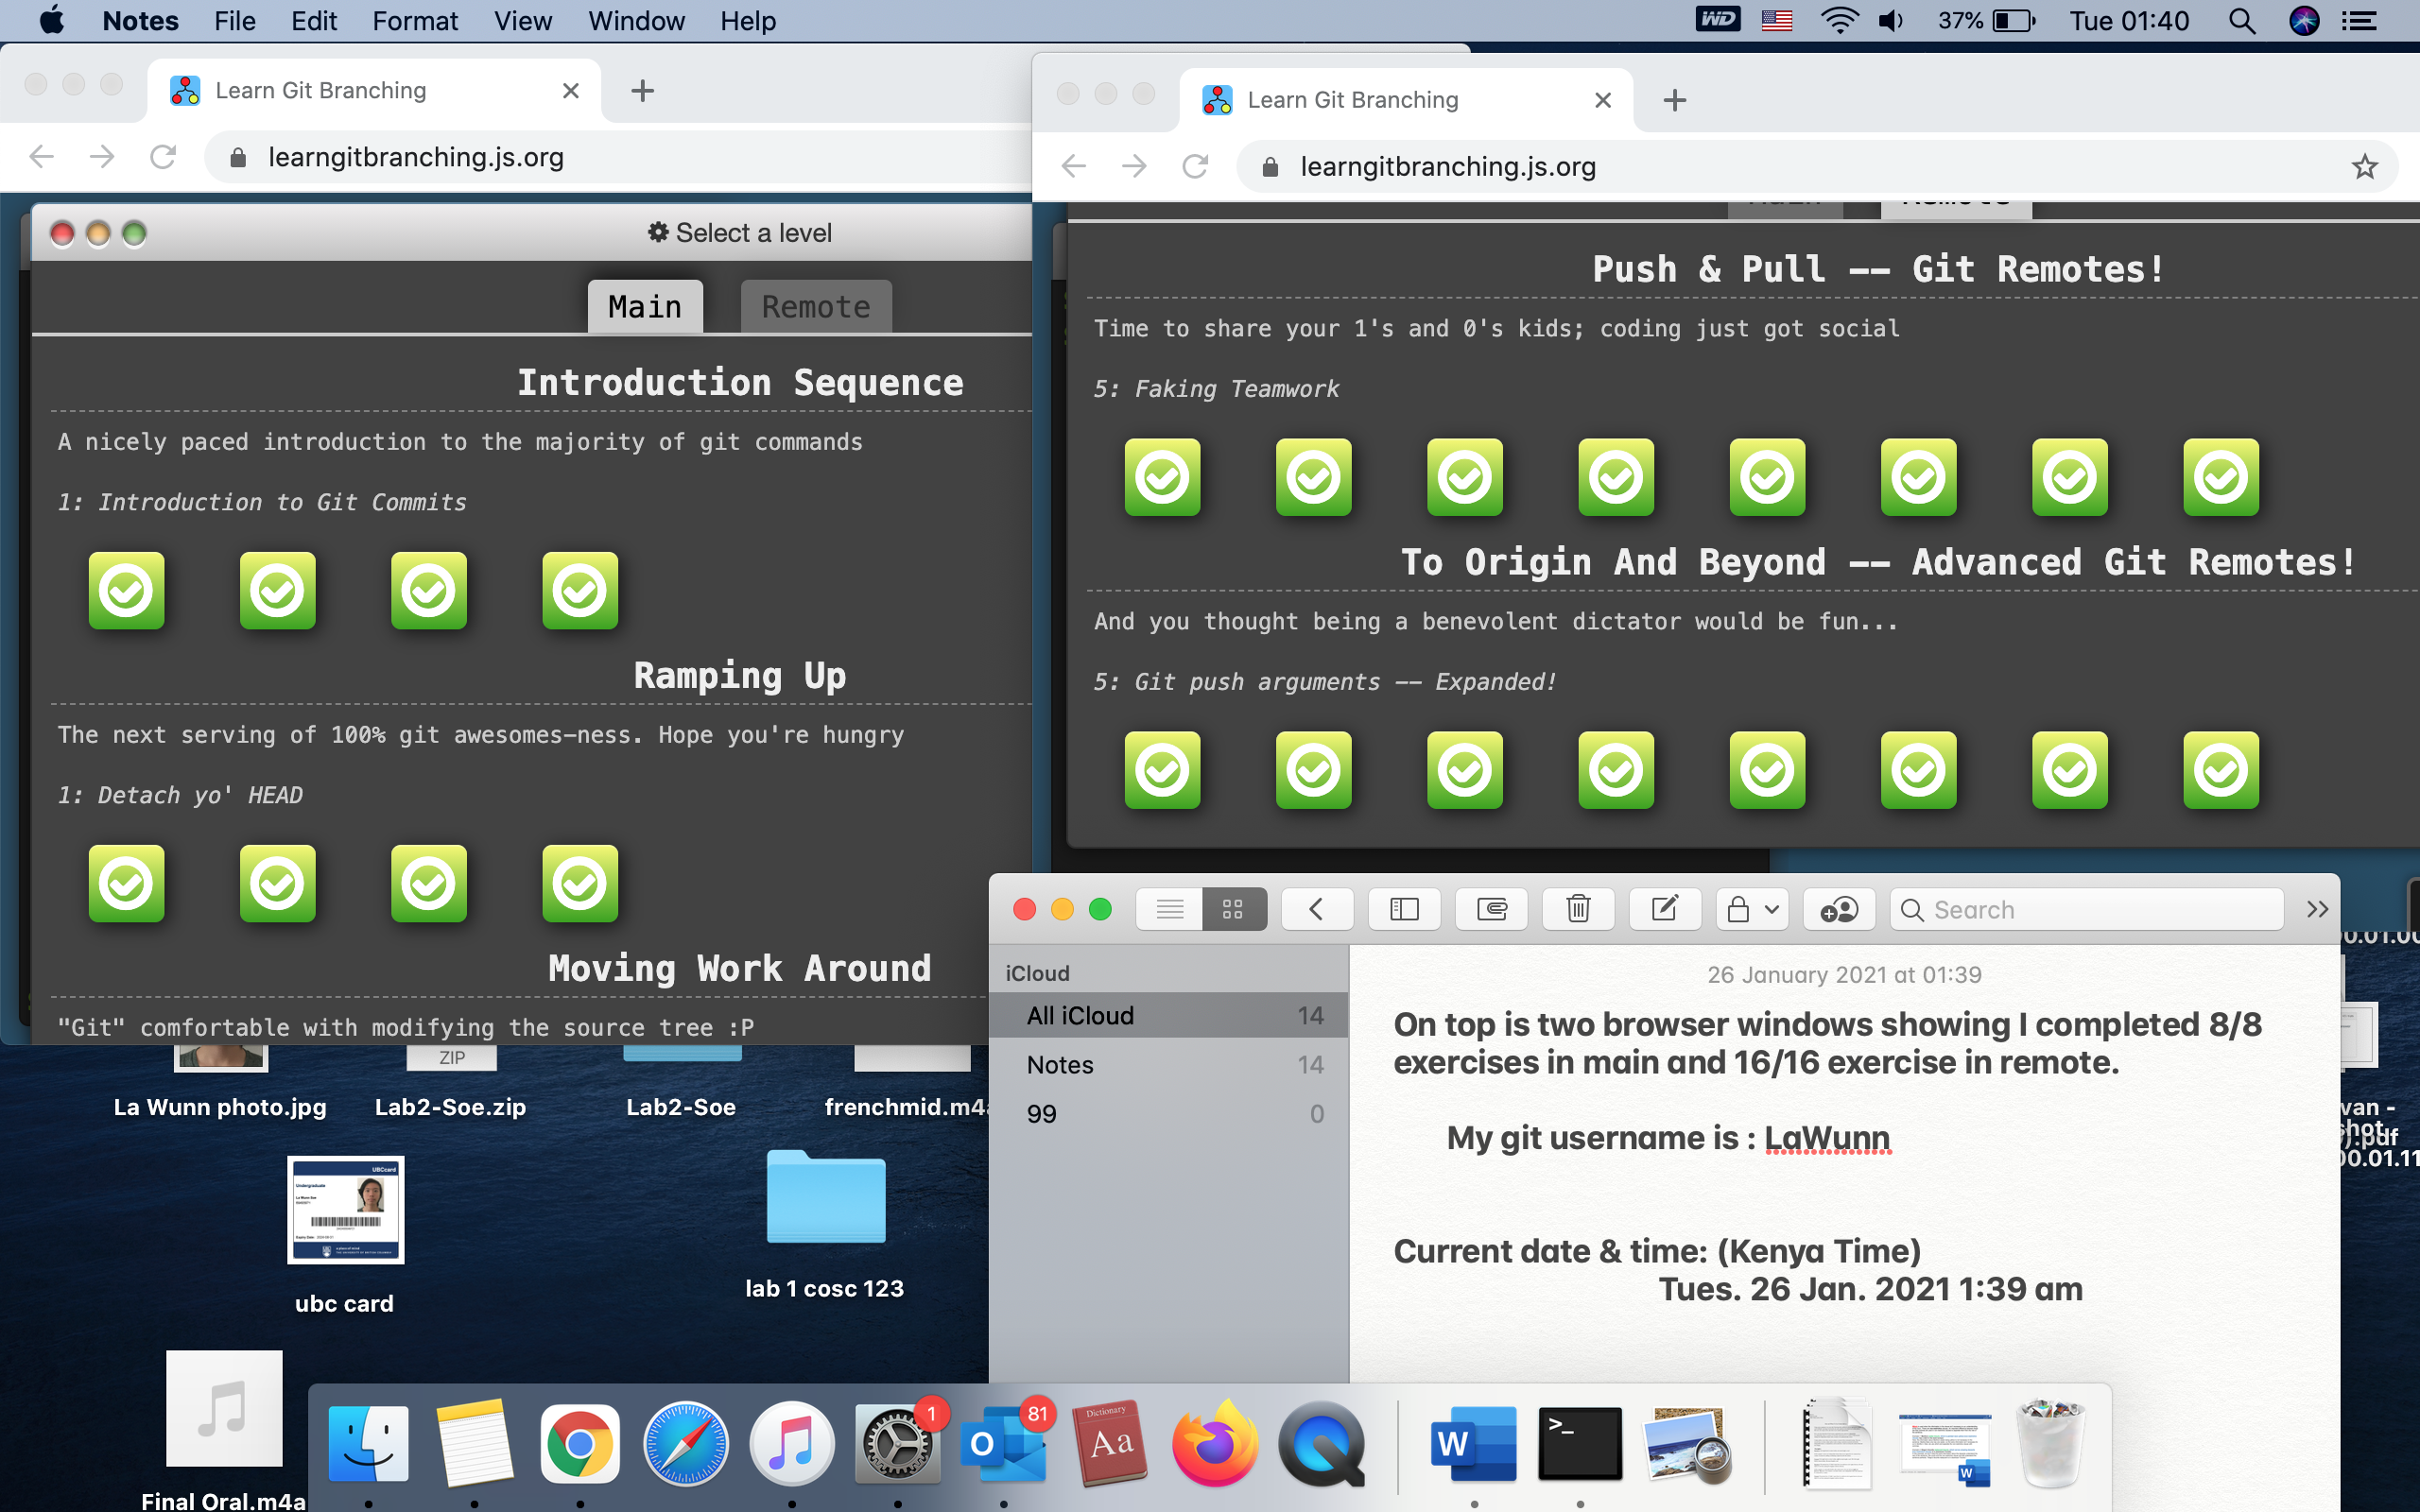 Notes File Edit Format View Window Help
WD 37% Tue 01:40
Learn Git Branching
learngitbranching.js.org
Select a level
Main Remote
Introduction Sequence
A nicely paced introduction to the majority of git commands
1: Introduction to Git Commits
Ramping Up
The next serving of 100% git awesomes-ness. Hope you're hungry
1: Detach yo' HEAD
Moving Work Around
"Git" comfortable with modifying the source tree :P
Learn Git Branching
learngitbranching.js.org
Push & Pull -- Git Remotes!
Time to share your 1's and 0's kids; coding just got social
5: Faking Teamwork
To Origin And Beyond -- Advanced Git Remotes!
And you thought being a benevolent dictator would be fun...
5: Git push arguments -- Expanded!
Search
iCloud
All iCloud 14
Notes 14
99 0
26 January 2021 at 01:39
On top is two browser windows showing I completed 8/8
exercises in main and 16/16 exercise in remote.
My git username is : LaWunn
Current date & time: (Kenya Time)
Tues. 26 Jan. 2021 1:39 am
ZIP
La Wunn photo.jpg
Lab2-Soe.zip
Lab2-Soe
frenchmid.m4a
UBCcard
Undergraduate
ubc card
lab 1 cosc 123
Final Oral.m4a
van -
shot
).pdf
00.01.11
1
81
Dictionary
Aa
W